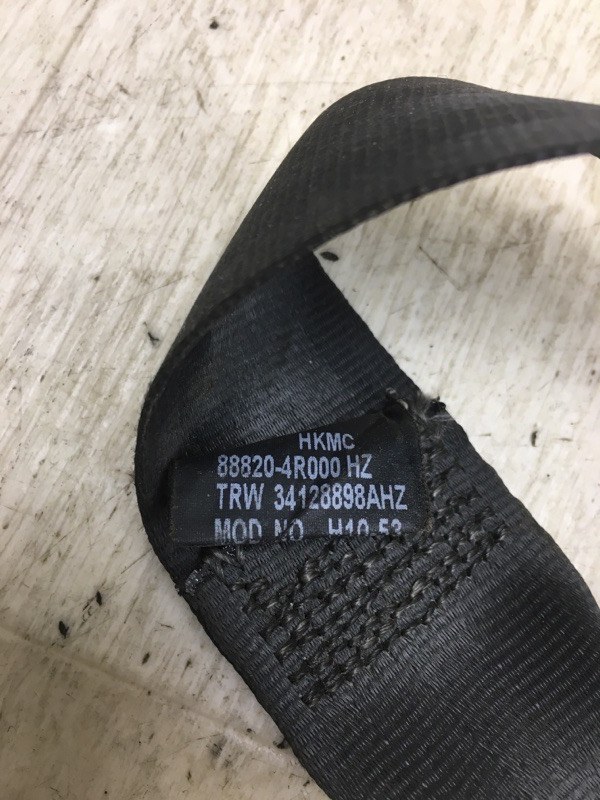 HKMC
88820-4R000 HZ
TRW 34128898AHZ
MOD NO H10 53